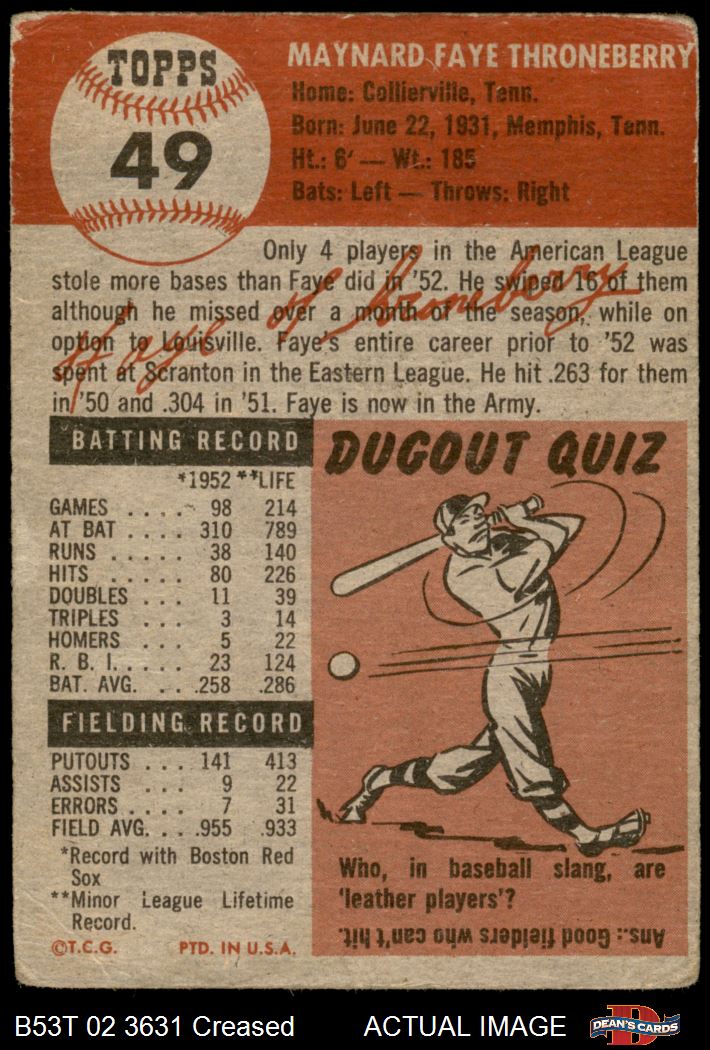 TOPPS
49
MAYNARD FAYE THRONEBERRY
Home: Collierville, Tenn.
Born: June 22, 1931, Memphis, Tenn.
Ht.: 6' — Wt.: 185
Bats: Left — Throws: Right
Only 4 players in the American League
stole more bases than Faye did in '52. He swiped 16 of them
although he missed over a month of the season, while on
option to Louisville. Faye's entire career prior to '52 was
spent at Scranton in the Eastern League. He hit .263 for them
in '50 and .304 in '51. Faye is now in the Army.
Faye Throneberry
BATTING RECORD
*1952 **LIFE
GAMES . . . . 98 214
AT BAT . . . . 310 789
RUNS . . . . . 38 140
HITS . . . . . 80 226
DOUBLES . . . 11 39
TRIPLES . . . 3 14
HOMERS . . . 5 22
R. B. I. . . . . . 23 124
BAT. AVG. . . .258 .286
FIELDING RECORD
PUTOUTS . . . 141 413
ASSISTS . . . 9 22
ERRORS . . . . 7 31
FIELD AVG. . . .955 .933
*Record with Boston Red
Sox
**Minor League Lifetime
Record.
©T.C.G. PTD. IN U.S.A.
DUGOUT QUIZ
Who, in baseball slang, are
'leather players'?
Ans.: Good fielders who can't hit.
B53T 02 3631 Creased ACTUAL IMAGE
D
DEAN'S CARDS